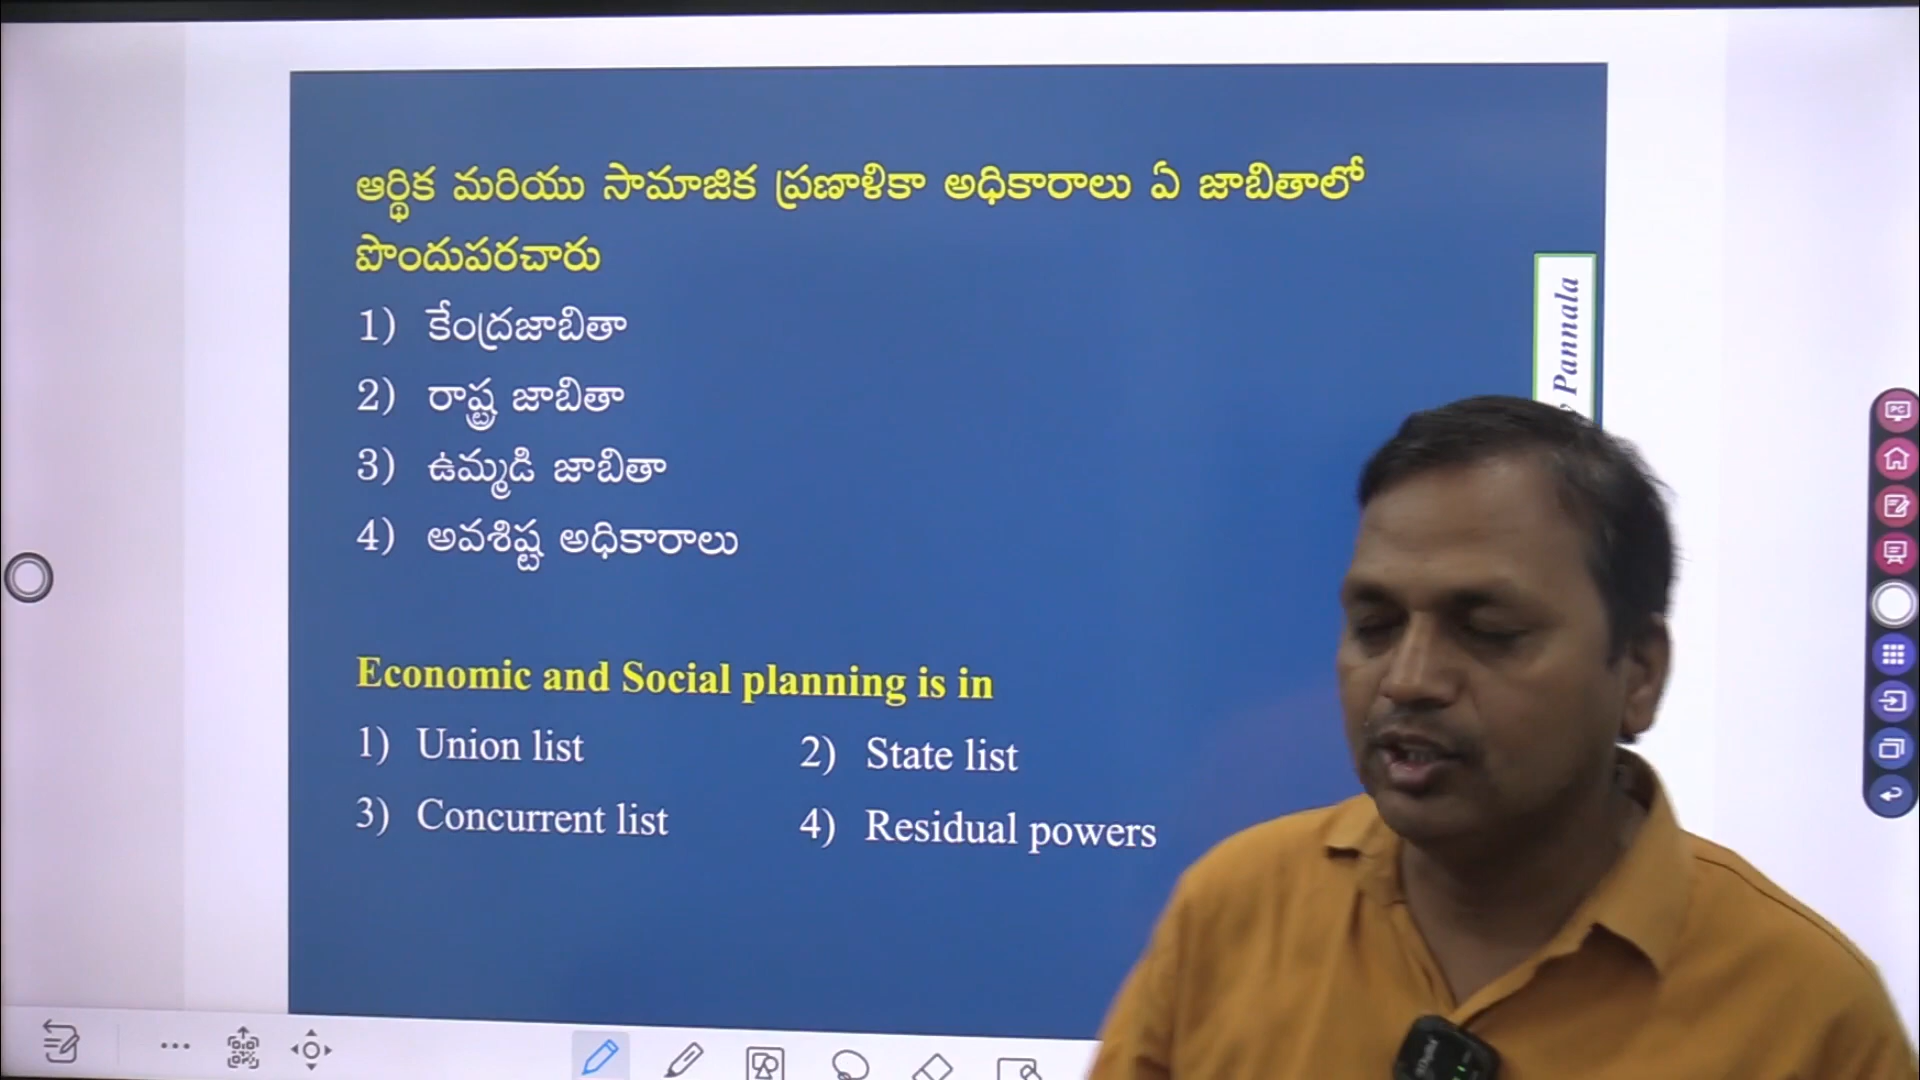 ఆర్థిక మరియు సామాజిక ప్రణాళికా అధికారాలు ఏ జాబితాలో
పొందుపరచారు
1) కేంద్రజాబితా
2) రాష్ట్ర జాబితా
3) ఉమ్మడి జాబితా
4) అవశిష్ట అధికారాలు
Economic and Social planning is in
1) Union list 2) State list
3) Concurrent list 4) Residual powers
Pannala
PC